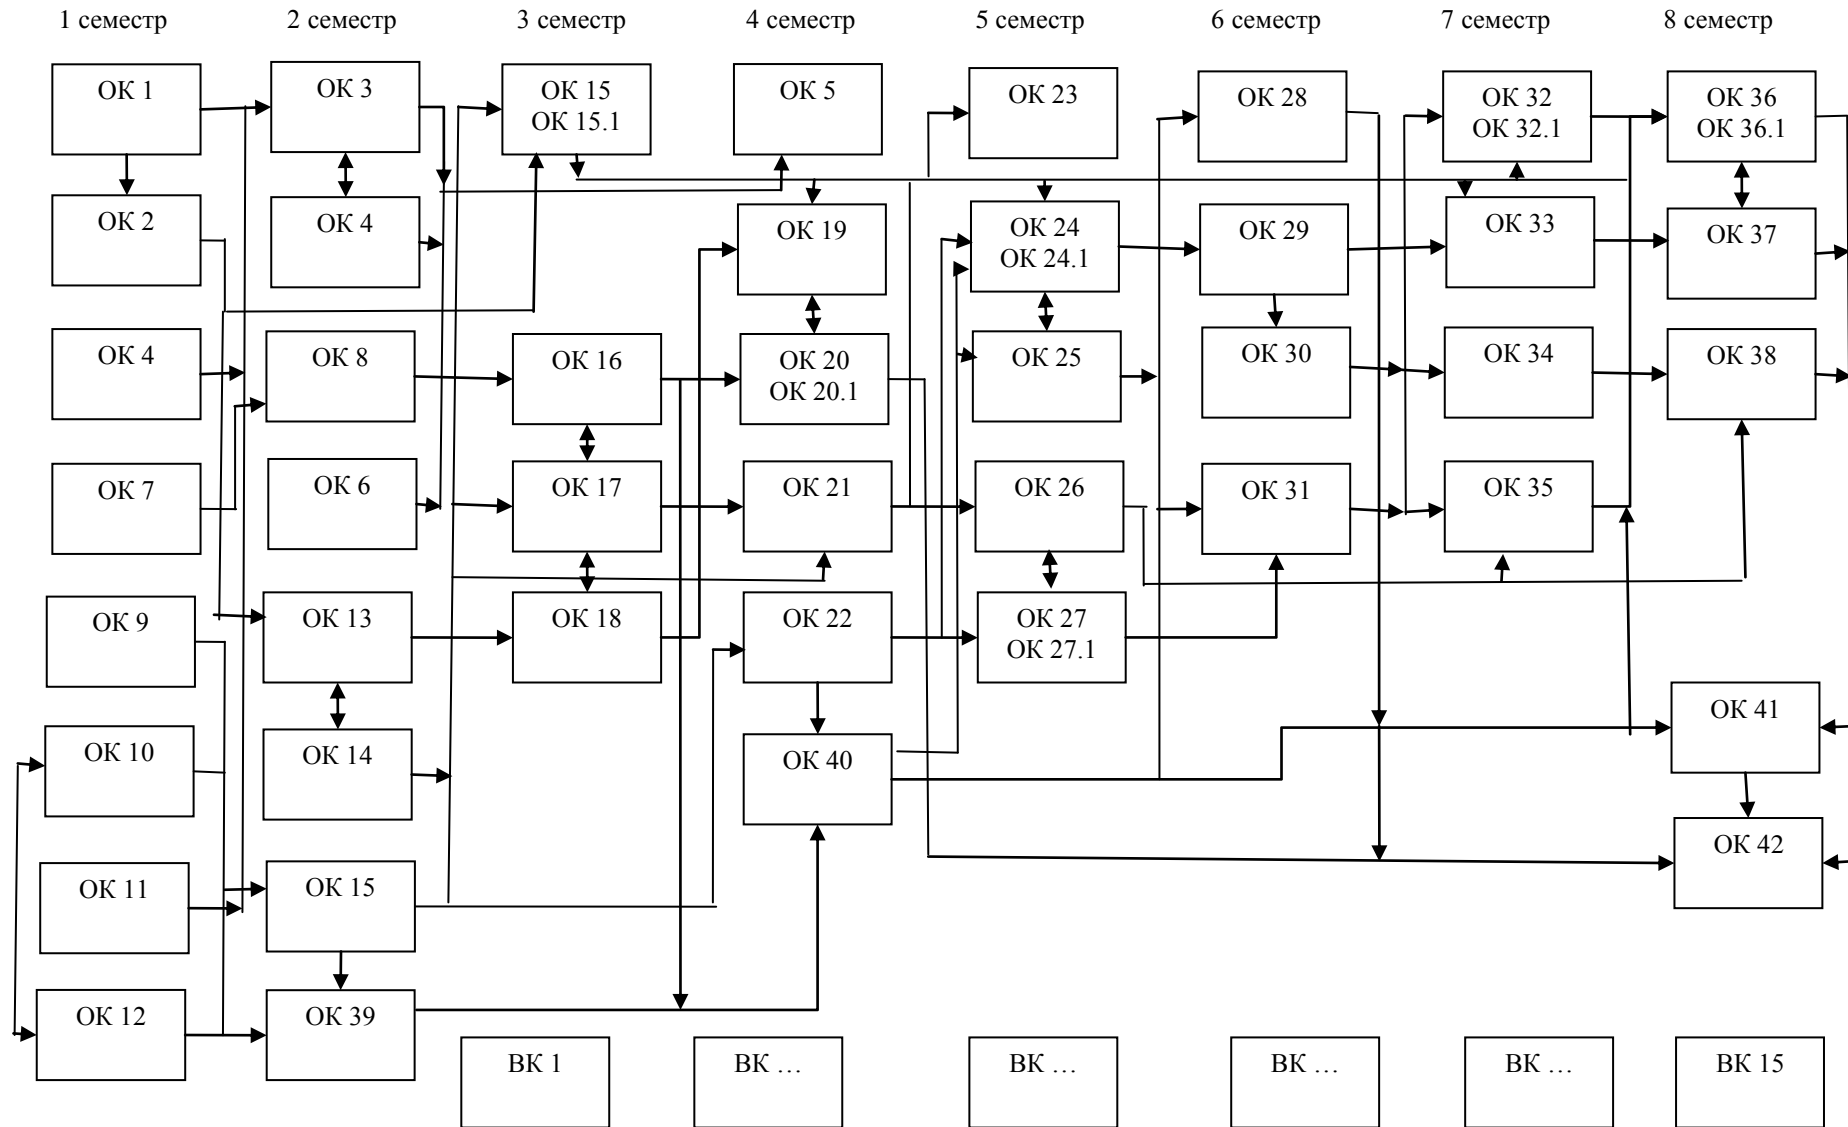 1 семестр
2 семестр
3 семестр
4 семестр
5 семестр
6 семестр
7 семестр
8 семестр
ОК 1
ОК 3
ОК 15
ОК 15.1
ОК 5
ОК 23
ОК 28
ОК 32
ОК 32.1
ОК 36
ОК 36.1
ОК 2
ОК 4
ОК 19
ОК 24
ОК 24.1
ОК 29
ОК 33
ОК 37
ОК 4
ОК 8
ОК 16
ОК 20
ОК 20.1
ОК 25
ОК 30
ОК 34
ОК 38
ОК 7
ОК 6
ОК 17
ОК 21
ОК 26
ОК 31
ОК 35
ОК 9
ОК 13
ОК 18
ОК 22
ОК 27
ОК 27.1
ОК 10
ОК 14
ОК 40
ОК 41
ОК 11
ОК 15
ОК 42
ОК 12
ОК 39
ВК 1
ВК …
ВК …
ВК …
ВК …
ВК 15